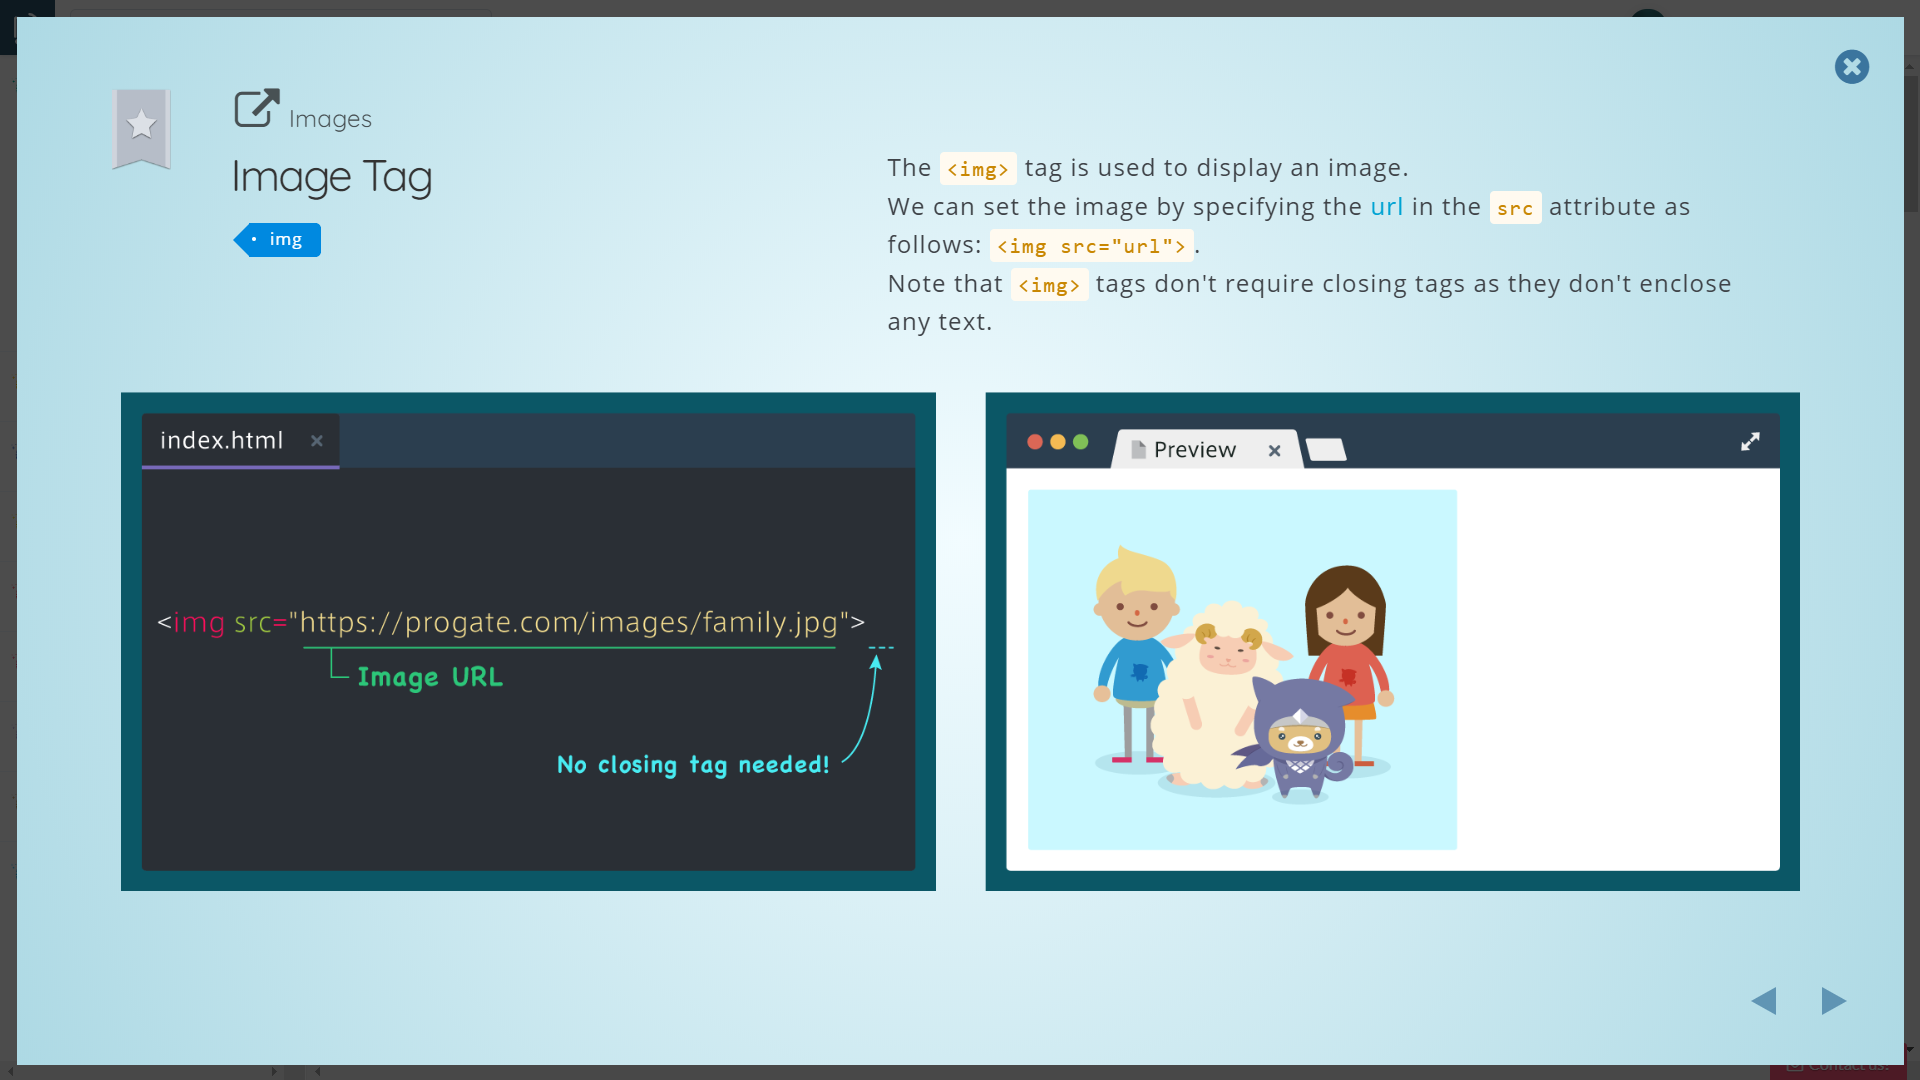 Images
Image Tag
img
The <img> tag is used to display an image.
We can set the image by specifying the url in the src attribute as
follows: <img src="url">.
Note that <img> tags don't require closing tags as they don't enclose
any text.
index.html
<img src="https://progate.com/images/family.jpg">
Image URL
No closing tag needed!
Preview
Contact us!